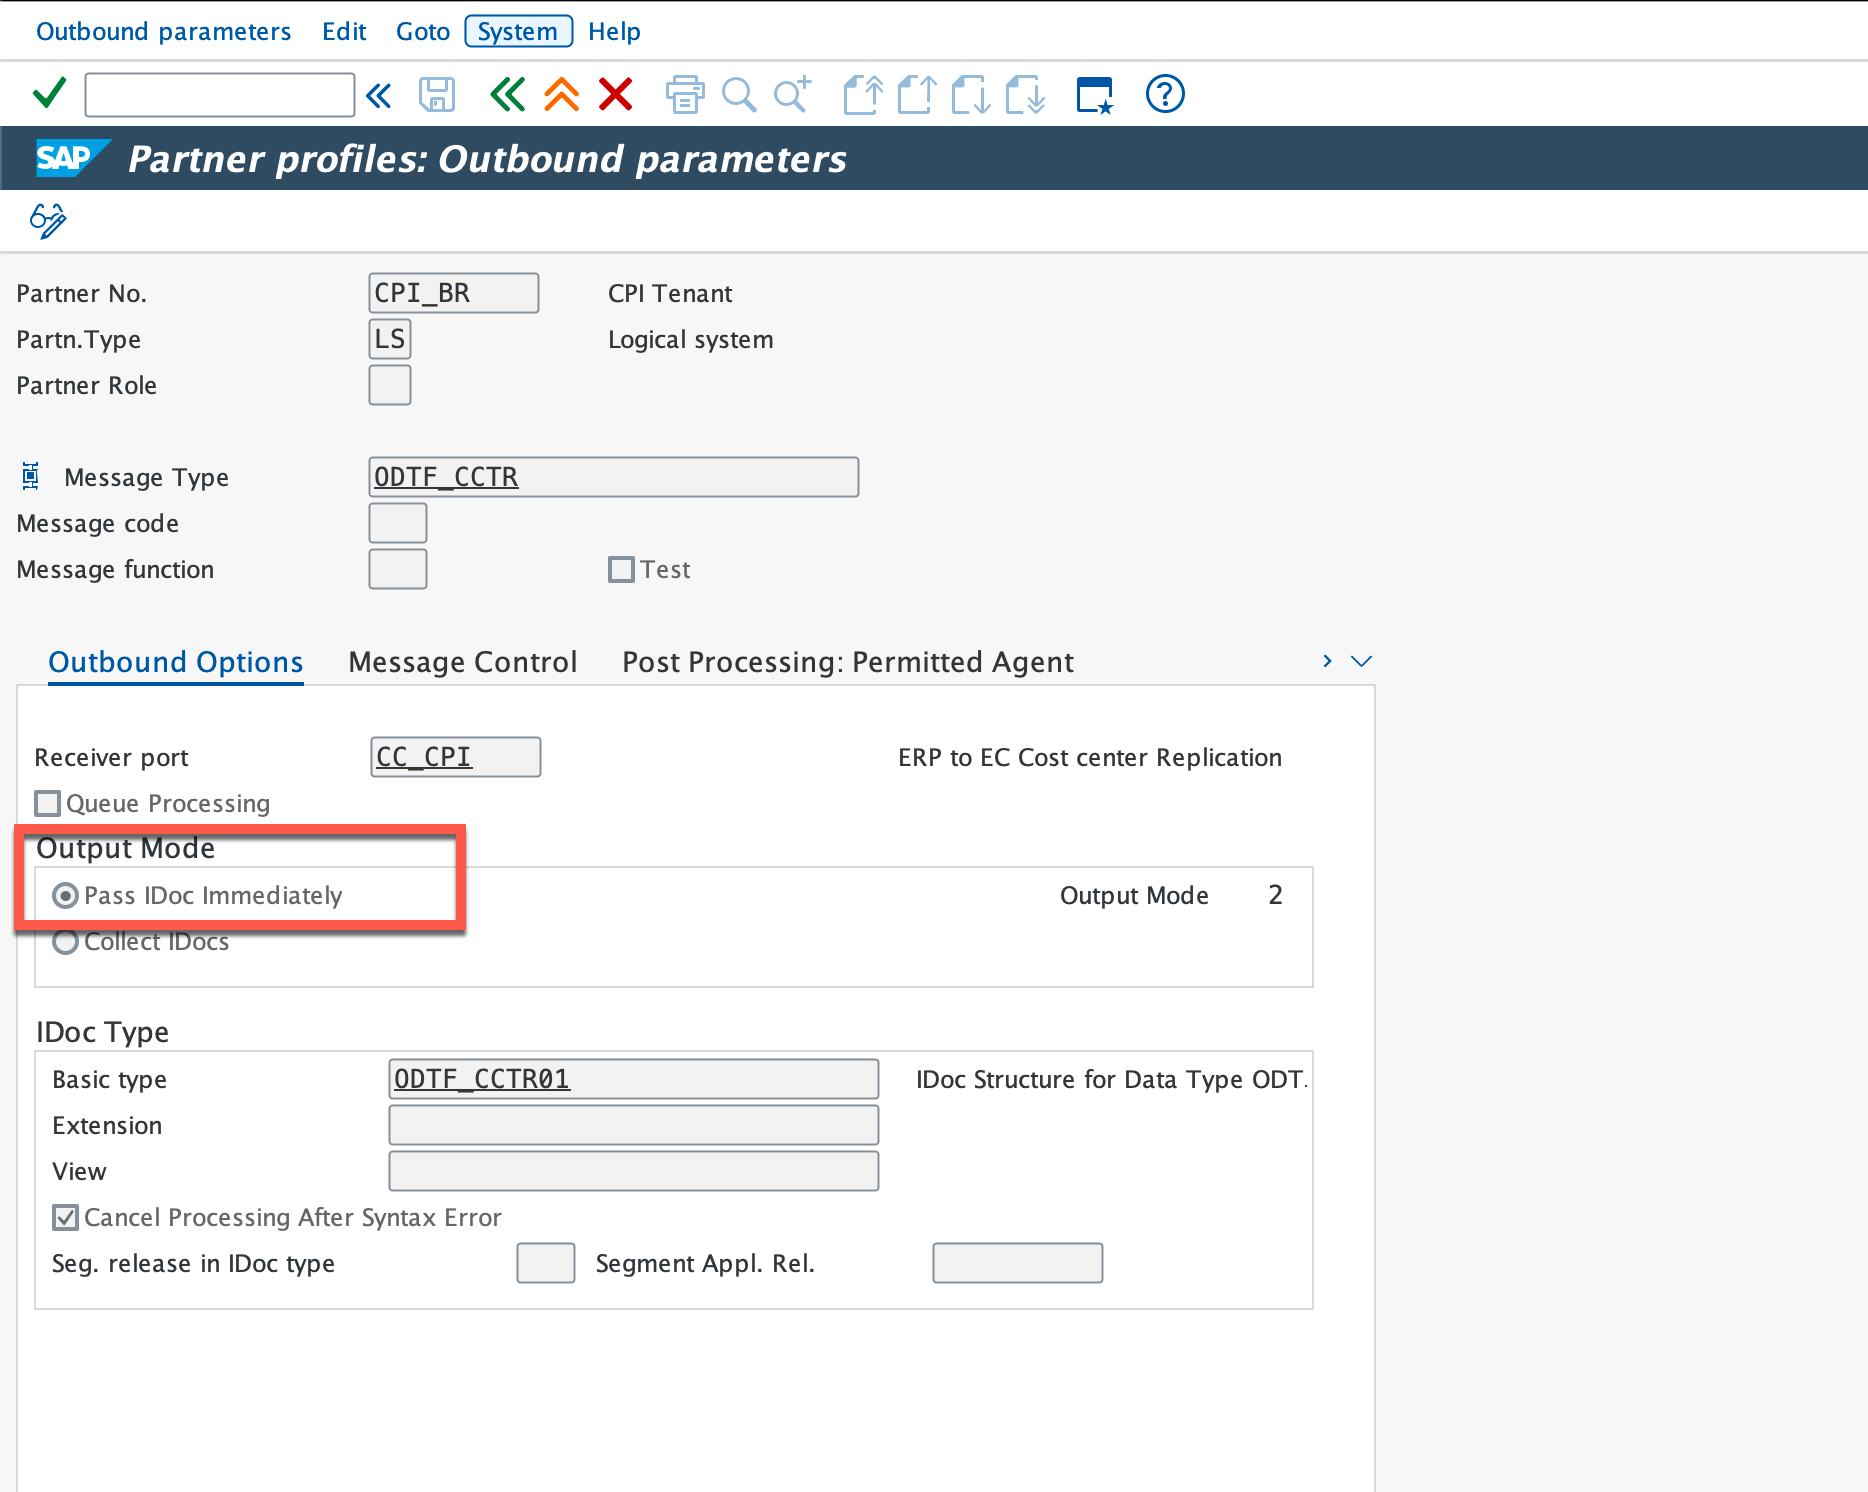 Outbound parameters Edit Goto System Help
SAP Partner profiles: Outbound parameters
Partner No. CPI_BR CPI Tenant
Partn.Type LS Logical system
Partner Role
Message Type ODTF_CCTR
Message code
Message function Test
Outbound Options Message Control Post Processing: Permitted Agent
Receiver port CC_CPI ERP to EC Cost center Replication
Queue Processing
Output Mode
Pass IDoc Immediately Output Mode 2
Collect IDocs
IDoc Type
Basic type ODTF_CCTR01 IDoc Structure for Data Type ODT.
Extension
View
Cancel Processing After Syntax Error
Seg. release in IDoc type Segment Appl. Rel.